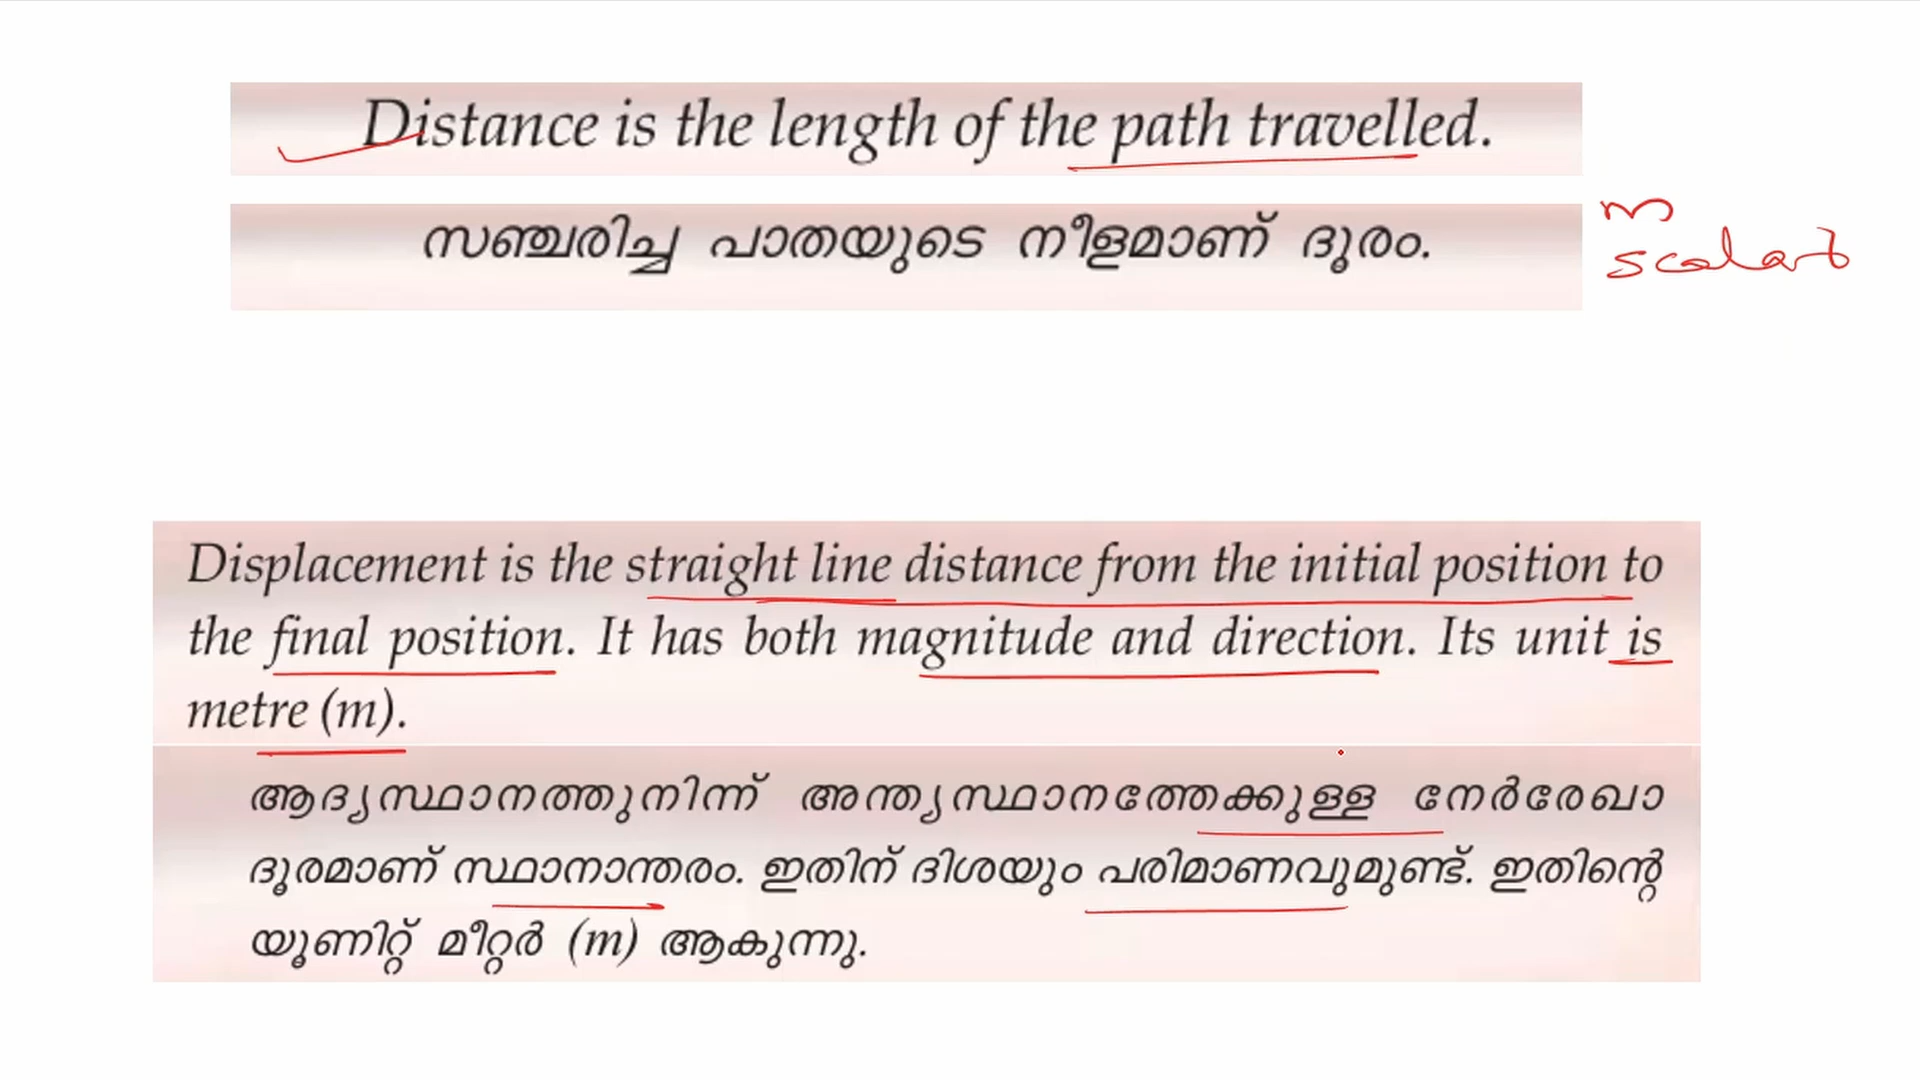 Distance is the length of the path travelled.
സഞ്ചരിച്ച പാതയുടെ നീളമാണ് ദൂരം.
m
scalar
Displacement is the straight line distance from the initial position to
the final position. It has both magnitude and direction. Its unit is
metre (m).
ആദ്യസ്ഥാനത്തുനിന്ന് അന്ത്യസ്ഥാനത്തേക്കുള്ള നേർരേഖാ
ദൂരമാണ് സ്ഥാനാന്തരം. ഇതിന് ദിശയും പരിമാണവുമുണ്ട്. ഇതിന്റെ
യൂണിറ്റ് മീറ്റർ (m) ആകുന്നു.